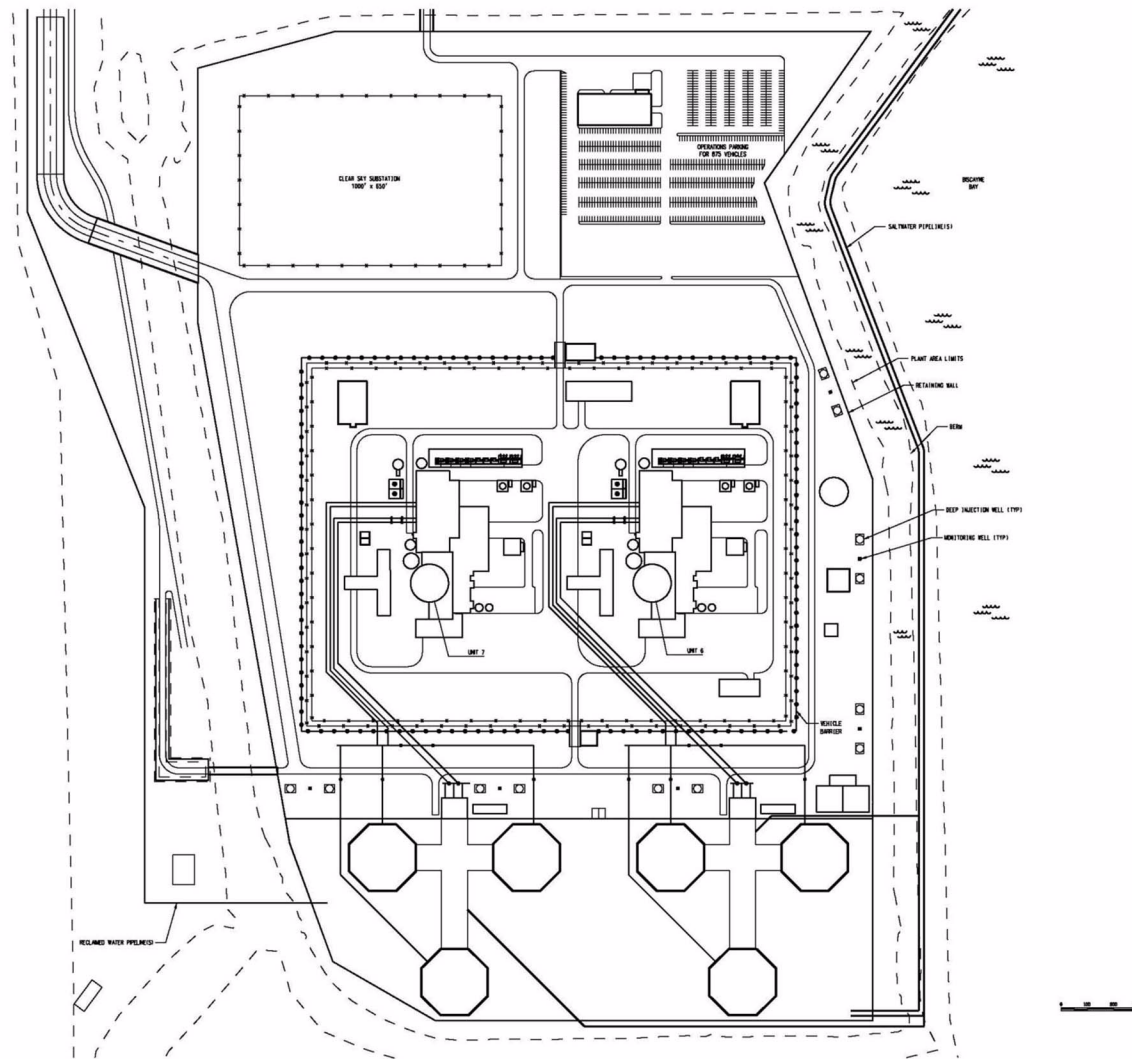 OPERATIONS PARKING
FOR 875 VEHICLES
CLEAR SKY SUBSTATION
1000' x 650'
BISCAYNE
BAY
SALTWATER PIPELINE(S)
PLANT AREA LIMITS
RETAINING WALL
BERM
DEEP INJECTION WELL (TYP)
MONITORING WELL (TYP)
UNIT 7
UNIT 6
VEHICLE
BARRIER
RECLAIMED WATER PIPELINE(S)
0